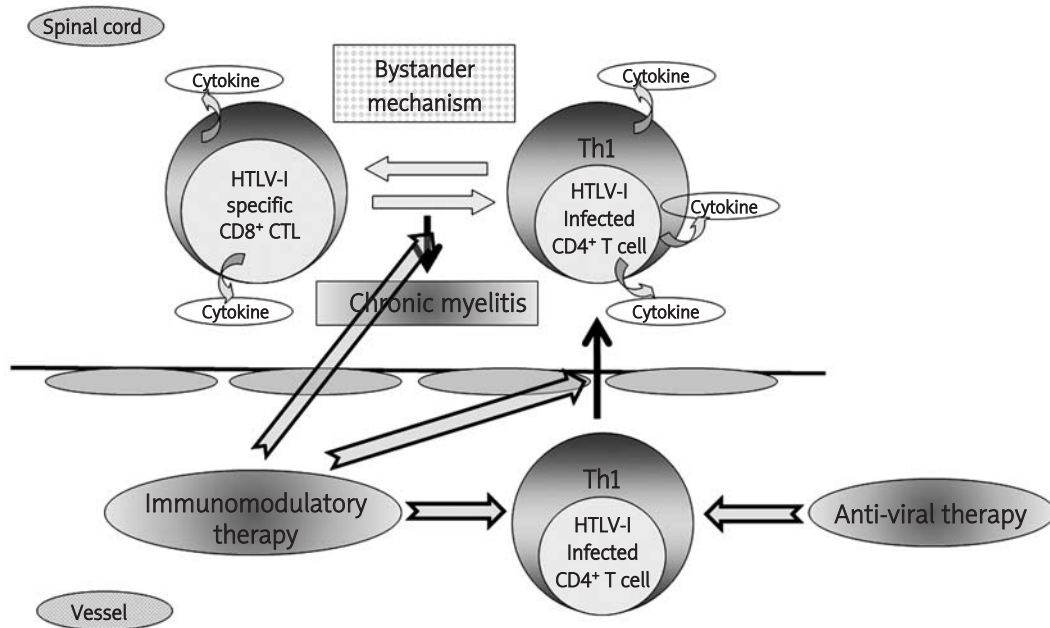 Spinal cord
Cytokine
Bystander
mechanism
Cytokine
HTLV-I
specific
CD8⁺ CTL
Th1
HTLV-I
Infected
CD4⁺ T cell
Cytokine
Cytokine
Chronic myelitis
Cytokine
Immunomodulatory
therapy
Th1
HTLV-I
Infected
CD4⁺ T cell
Anti-viral therapy
Vessel